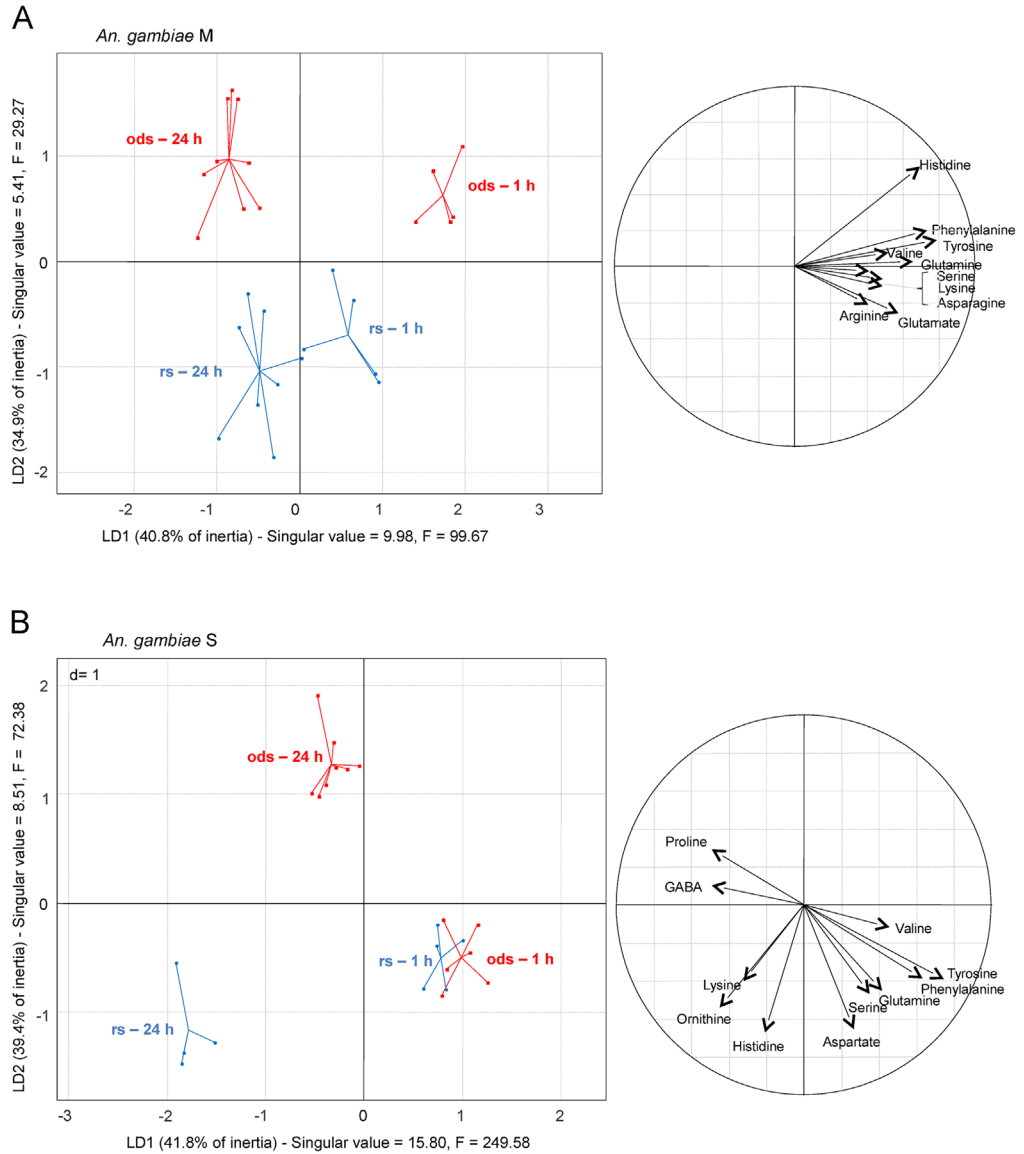 A
An. gambiae M
LD2 (34.9% of inertia) - Singular value = 5.41, F = 29.27
1
0
-1
-2
ods – 24 h
ods – 1 h
rs – 1 h
rs – 24 h
-2
-1
0
1
2
3
LD1 (40.8% of inertia) - Singular value = 9.98, F = 99.67
Histidine
Phenylalanine
Tyrosine
Valine
Glutamine
Serine
Lysine
Asparagine
Arginine
Glutamate
B
An. gambiae S
d= 1
LD2 (39.4% of inertia) - Singular value = 8.51, F = 72.38
2
1
0
-1
ods – 24 h
rs – 1 h
ods – 1 h
rs – 24 h
-3
-2
-1
0
1
2
LD1 (41.8% of inertia) - Singular value = 15.80, F = 249.58
Proline
GABA
Valine
Tyrosine
Phenylalanine
Lysine
Glutamine
Serine
Ornithine
Histidine
Aspartate